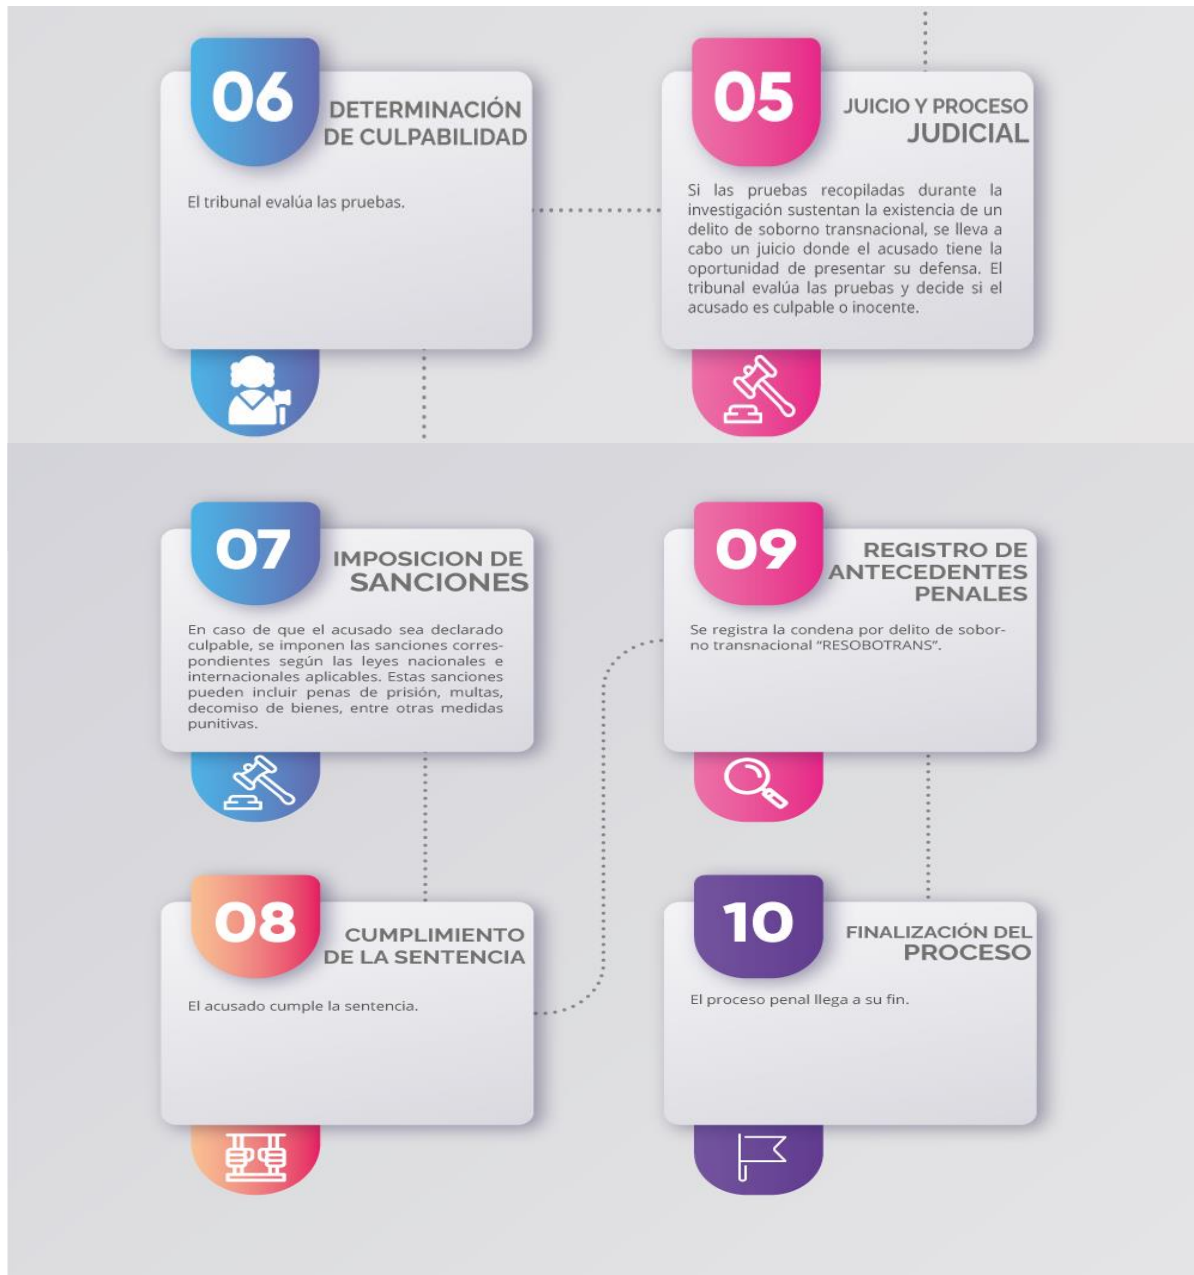 06
DETERMINACIÓN
DE CULPABILIDAD
El tribunal evalúa las pruebas.
05
JUICIO Y PROCESO
JUDICIAL
Si las pruebas recopiladas durante la
investigación sustentan la existencia de un
delito de soborno transnacional, se lleva a
cabo un juicio donde el acusado tiene la
oportunidad de presentar su defensa. El
tribunal evalúa las pruebas y decide si el
acusado es culpable o inocente.
07
IMPOSICION DE
SANCIONES
En caso de que el acusado sea declarado
culpable, se imponen las sanciones corres-
pondientes según las leyes nacionales e
internacionales aplicables. Estas sanciones
pueden incluir penas de prisión, multas,
decomiso de bienes, entre otras medidas
punitivas.
09
REGISTRO DE
ANTECEDENTES
PENALES
Se registra la condena por delito de sobor-
no transnacional “RESOBOTRANS”.
08
CUMPLIMIENTO
DE LA SENTENCIA
El acusado cumple la sentencia.
10
FINALIZACIÓN DEL
PROCESO
El proceso penal llega a su fin.